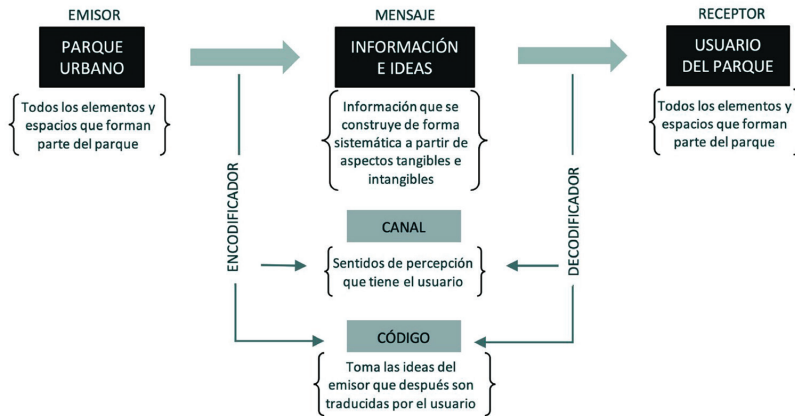 EMISOR
PARQUE
URBANO
Todos los elementos y
espacios que forman
parte del parque
MENSAJE
INFORMACIÓN
E IDEAS
Información que se
construye de forma
sistemática a partir de
aspectos tangibles e
intangibles
RECEPTOR
USUARIO
DEL PARQUE
Todos los elementos y
espacios que forman
parte del parque
ENCODIFICADOR
DECODIFICADOR
CANAL
Sentidos de percepción
que tiene el usuario
CÓDIGO
Toma las ideas del
emisor que después son
traducidas por el usuario